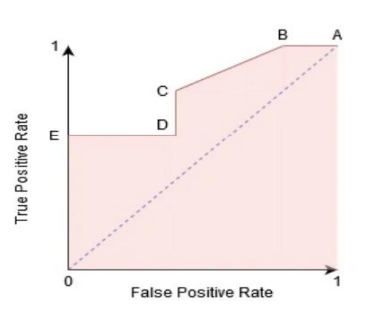 B
A
1
C
D
E
True Positive Rate
0
1
False Positive Rate